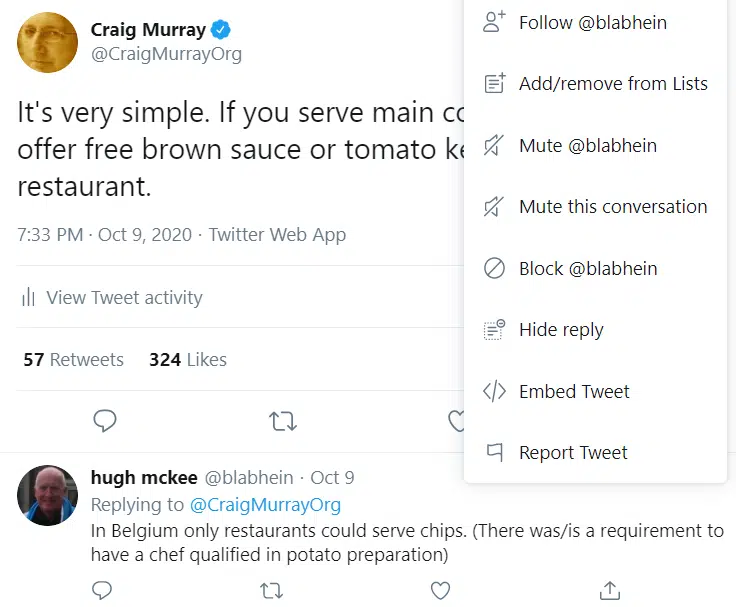 Craig Murray
@CraigMurrayOrg
It's very simple. If you serve main
offer free brown sauce or tomato
restaurant.
7:33 PM · Oct 9, 2020 · Twitter Web App
View Tweet activity
57 Retweets 324 Likes
Follow @blabhein
Add/remove from Lists
Mute @blabhein
Mute this conversation
Block @blabhein
Hide reply
Embed Tweet
Report Tweet
hugh mckee @blabhein · Oct 9
Replying to @CraigMurrayOrg
In Belgium only restaurants could serve chips. (There was/is a requirement to
have a chef qualified in potato preparation)